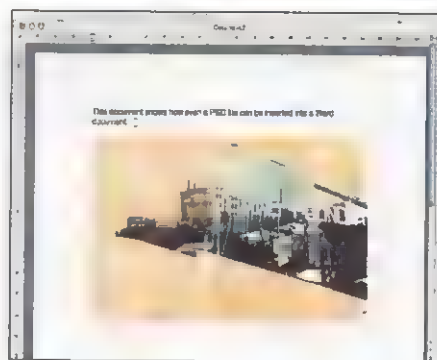 This document shows how even a PSD file can be inserted into a Word
document.